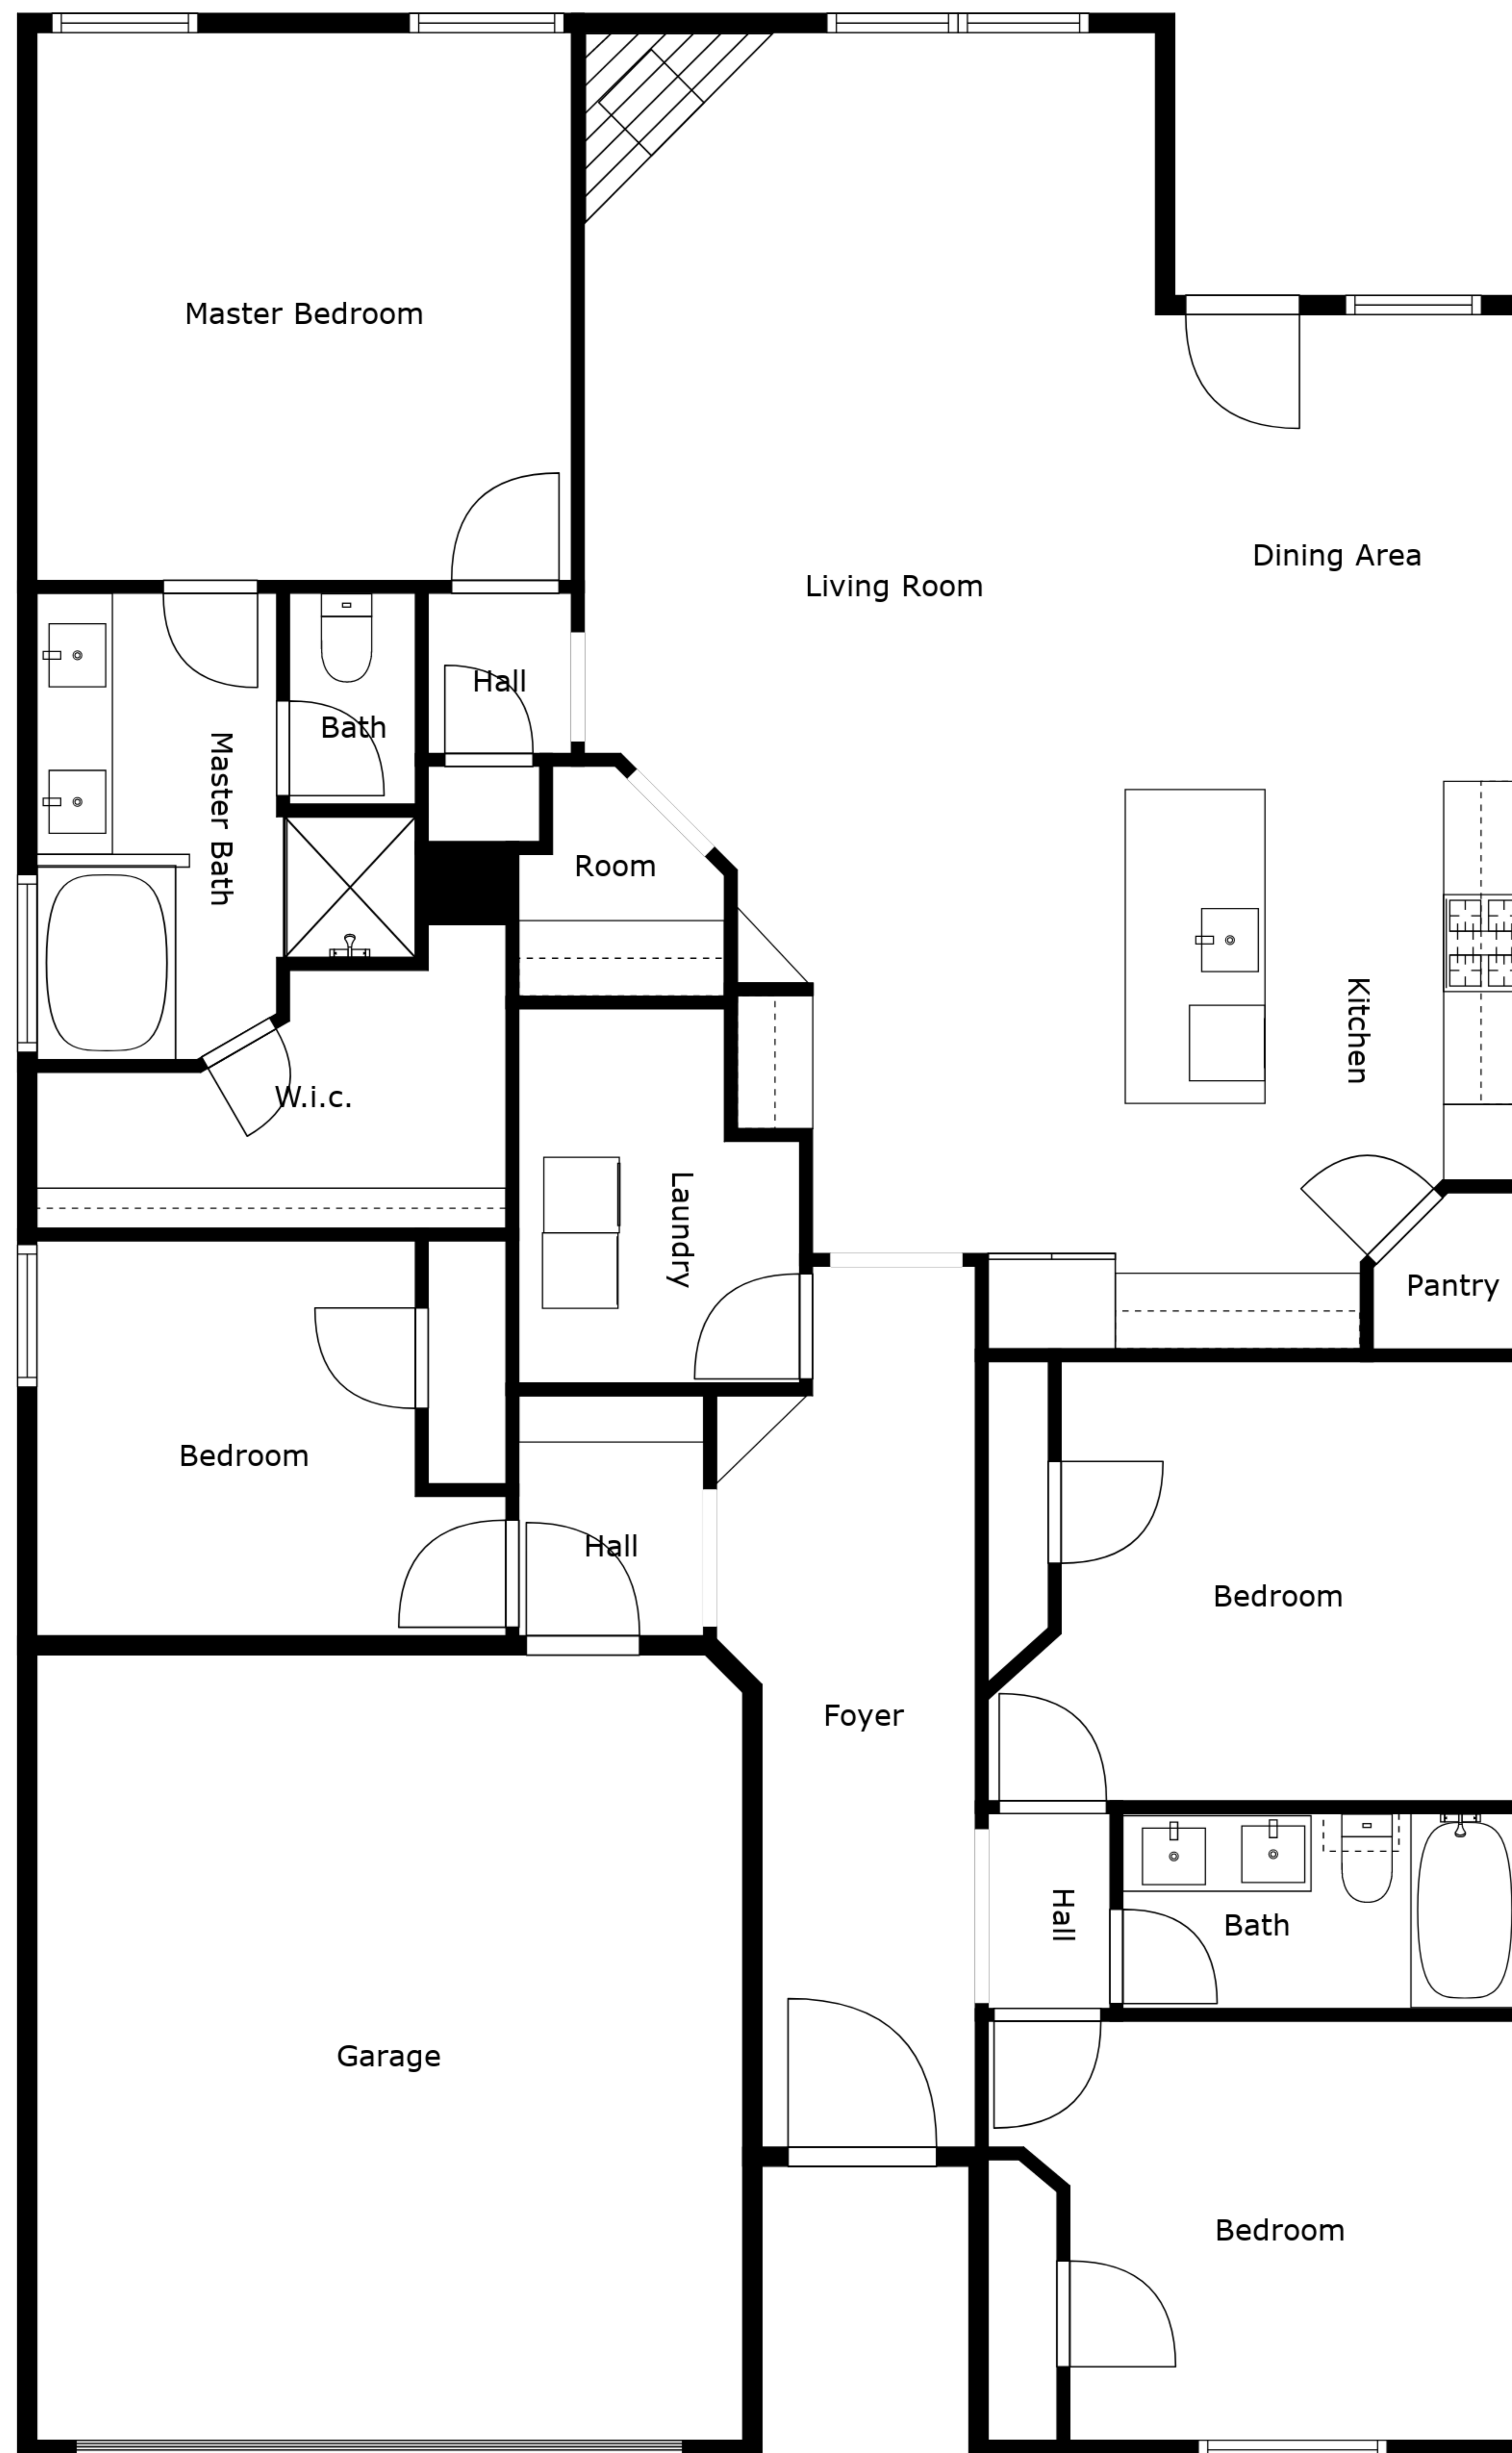 Master Bedroom
Dining Area
Living Room
Hall
Bath
Master Bath
Room
Kitchen
W.i.c.
Laundry
Pantry
Bedroom
Hall
Bedroom
Foyer
Hall
Bath
Garage
Bedroom